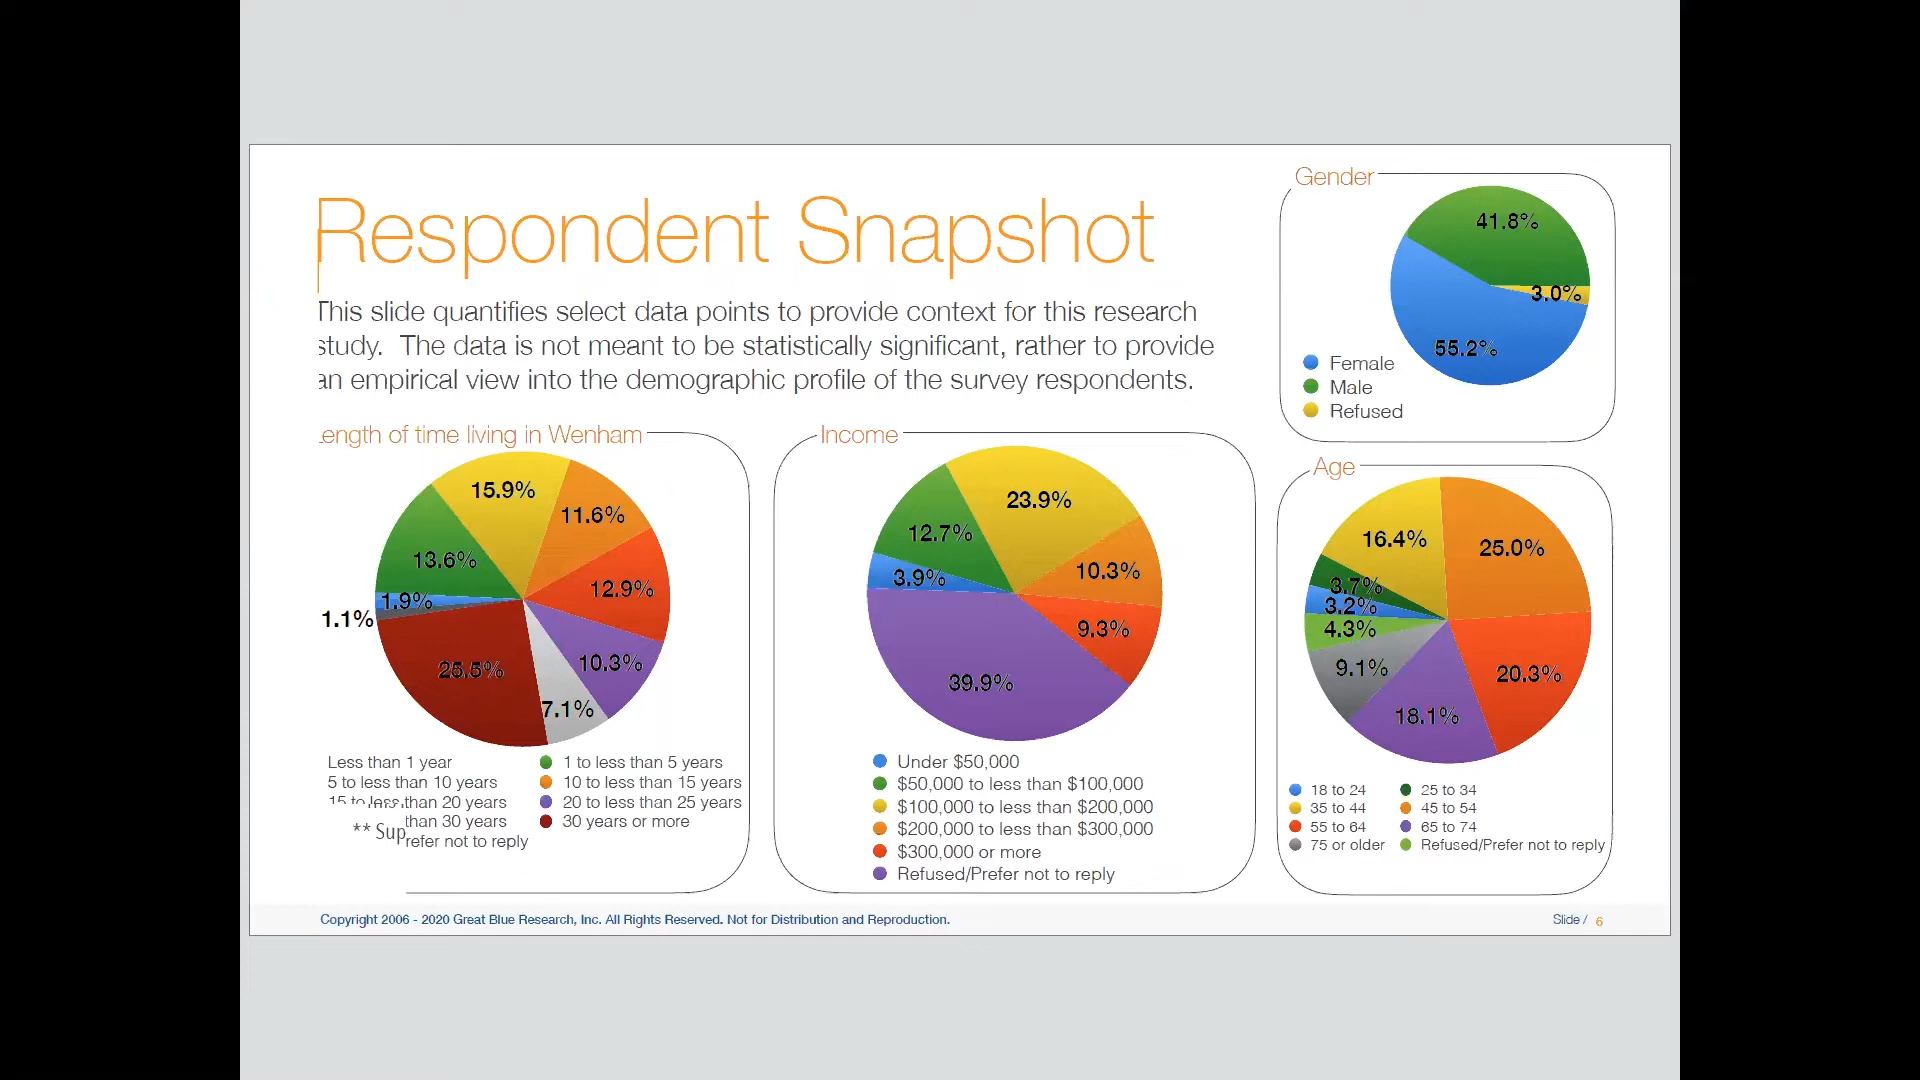 Respondent Snapshot
This slide quantifies select data points to provide context for this research
study. The data is not meant to be statistically significant, rather to provide
an empirical view into the demographic profile of the survey respondents.
Gender
41.8%
3.0%
55.2%
Female
Male
Refused
ength of time living in Wenham
15.9%
11.6%
13.6%
12.9%
1.9%
1.1%
25.5%
10.3%
7.1%
Less than 1 year
1 to less than 5 years
5 to less than 10 years
10 to less than 15 years
15 to less than 20 years
20 to less than 25 years
than 30 years
30 years or more
** Sup
refer not to reply
Income
23.9%
12.7%
10.3%
3.9%
9.3%
39.9%
Under $50,000
$50,000 to less than $100,000
$100,000 to less than $200,000
$200,000 to less than $300,000
$300,000 or more
Refused/Prefer not to reply
Age
16.4%
25.0%
3.7%
3.2%
4.3%
9.1%
20.3%
18.1%
18 to 24
25 to 34
35 to 44
45 to 54
55 to 64
65 to 74
75 or older
Refused/Prefer not to reply
Copyright 2006 - 2020 Great Blue Research, Inc. All Rights Reserved. Not for Distribution and Reproduction.
Slide / 6